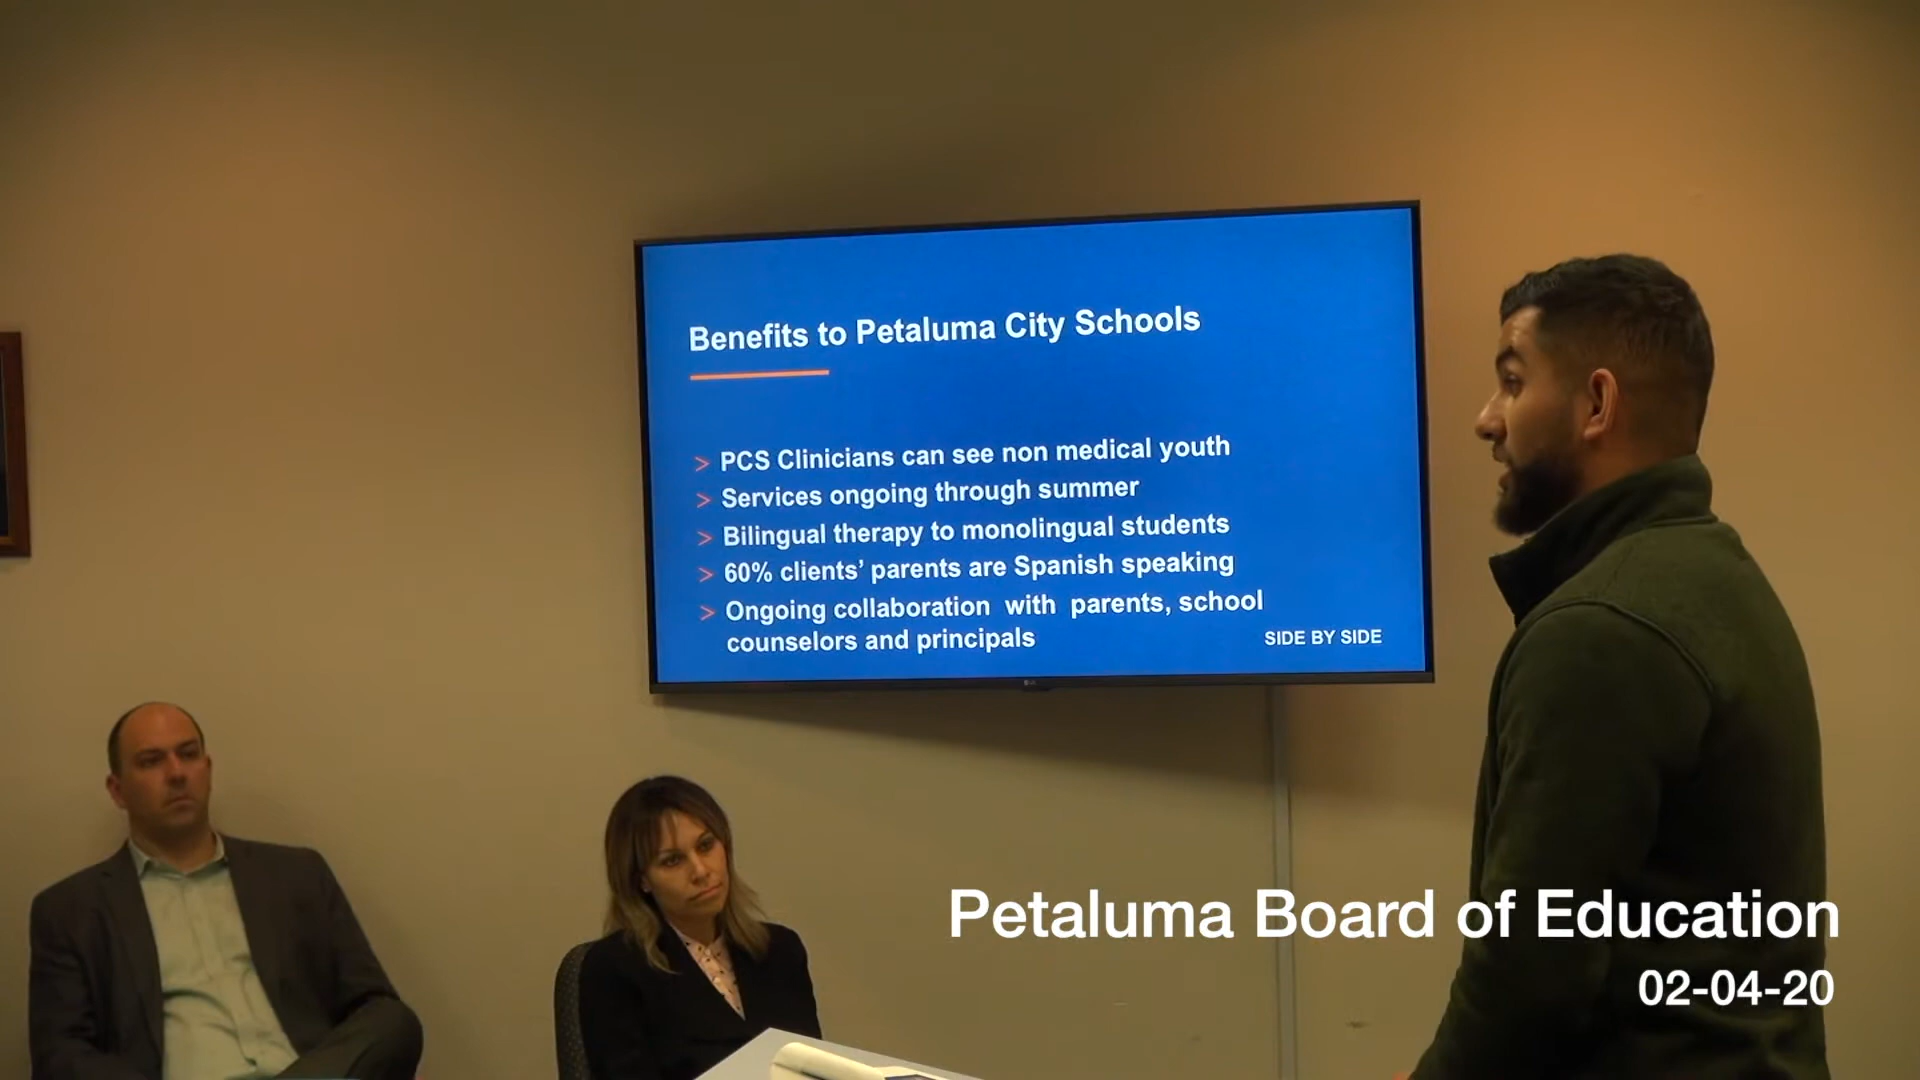 Benefits to Petaluma City Schools
> PCS Clinicians can see non medical youth
> Services ongoing through summer
> Bilingual therapy to monolingual students
> 60% clients’ parents are Spanish speaking
> Ongoing collaboration with parents, school
counselors and principals
SIDE BY SIDE
LG
Petaluma Board of Education
02-04-20